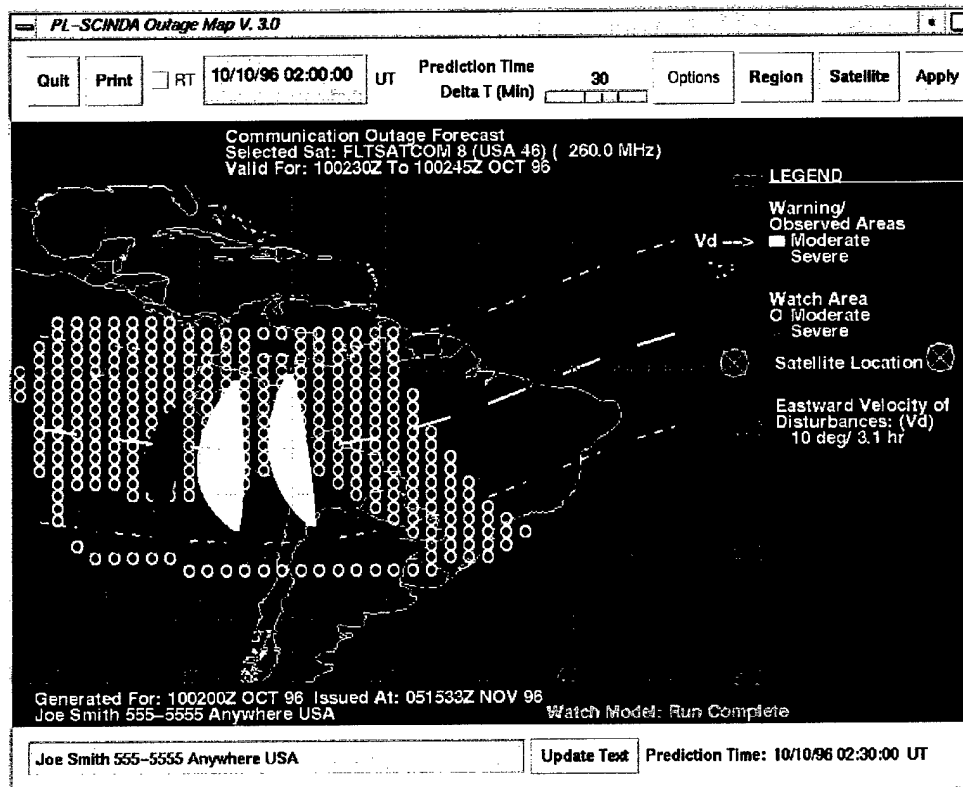 PL-SCINDA Outage Map V. 3.0
Quit Print RT 10/10/96 02:00:00 UT Prediction Time Delta T (Min) 30 Options Region Satellite Apply
Communication Outage Forecast
Selected Sat: FLTSATCOM 8 (USA 46) ( 260.0 MHz)
Valid For: 100230Z To 100245Z OCT 96
LEGEND
Warning/
Observed Areas
Vd -->
Moderate
Severe
Watch Area
Moderate
Severe
Satellite Location
Eastward Velocity of
Disturbances: (Vd)
10 deg/ 3.1 hr
Generated For: 100200Z OCT 96 Issued At: 051533Z NOV 96
Joe Smith 555-5555 Anywhere USA
Watch Model: Run Complete
Joe Smith 555-5555 Anywhere USA Update Text Prediction Time: 10/10/96 02:30:00 UT